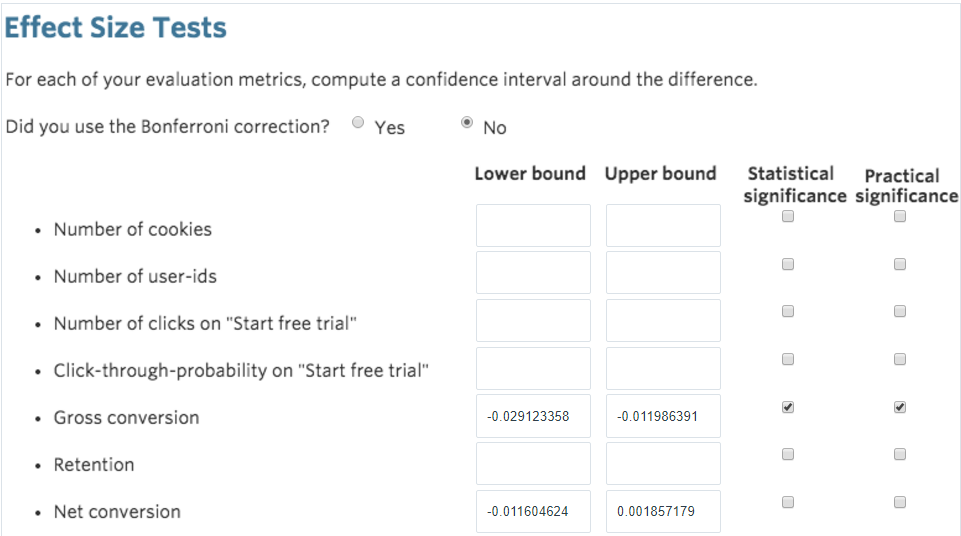 Effect Size Tests
For each of your evaluation metrics, compute a confidence interval around the difference.
Did you use the Bonferroni correction? Yes No
Lower bound Upper bound Statistical significance Practical significance
• Number of cookies
• Number of user-ids
• Number of clicks on "Start free trial"
• Click-through-probability on "Start free trial"
• Gross conversion -0.029123358 -0.011986391
• Retention
• Net conversion -0.011604624 0.001857179